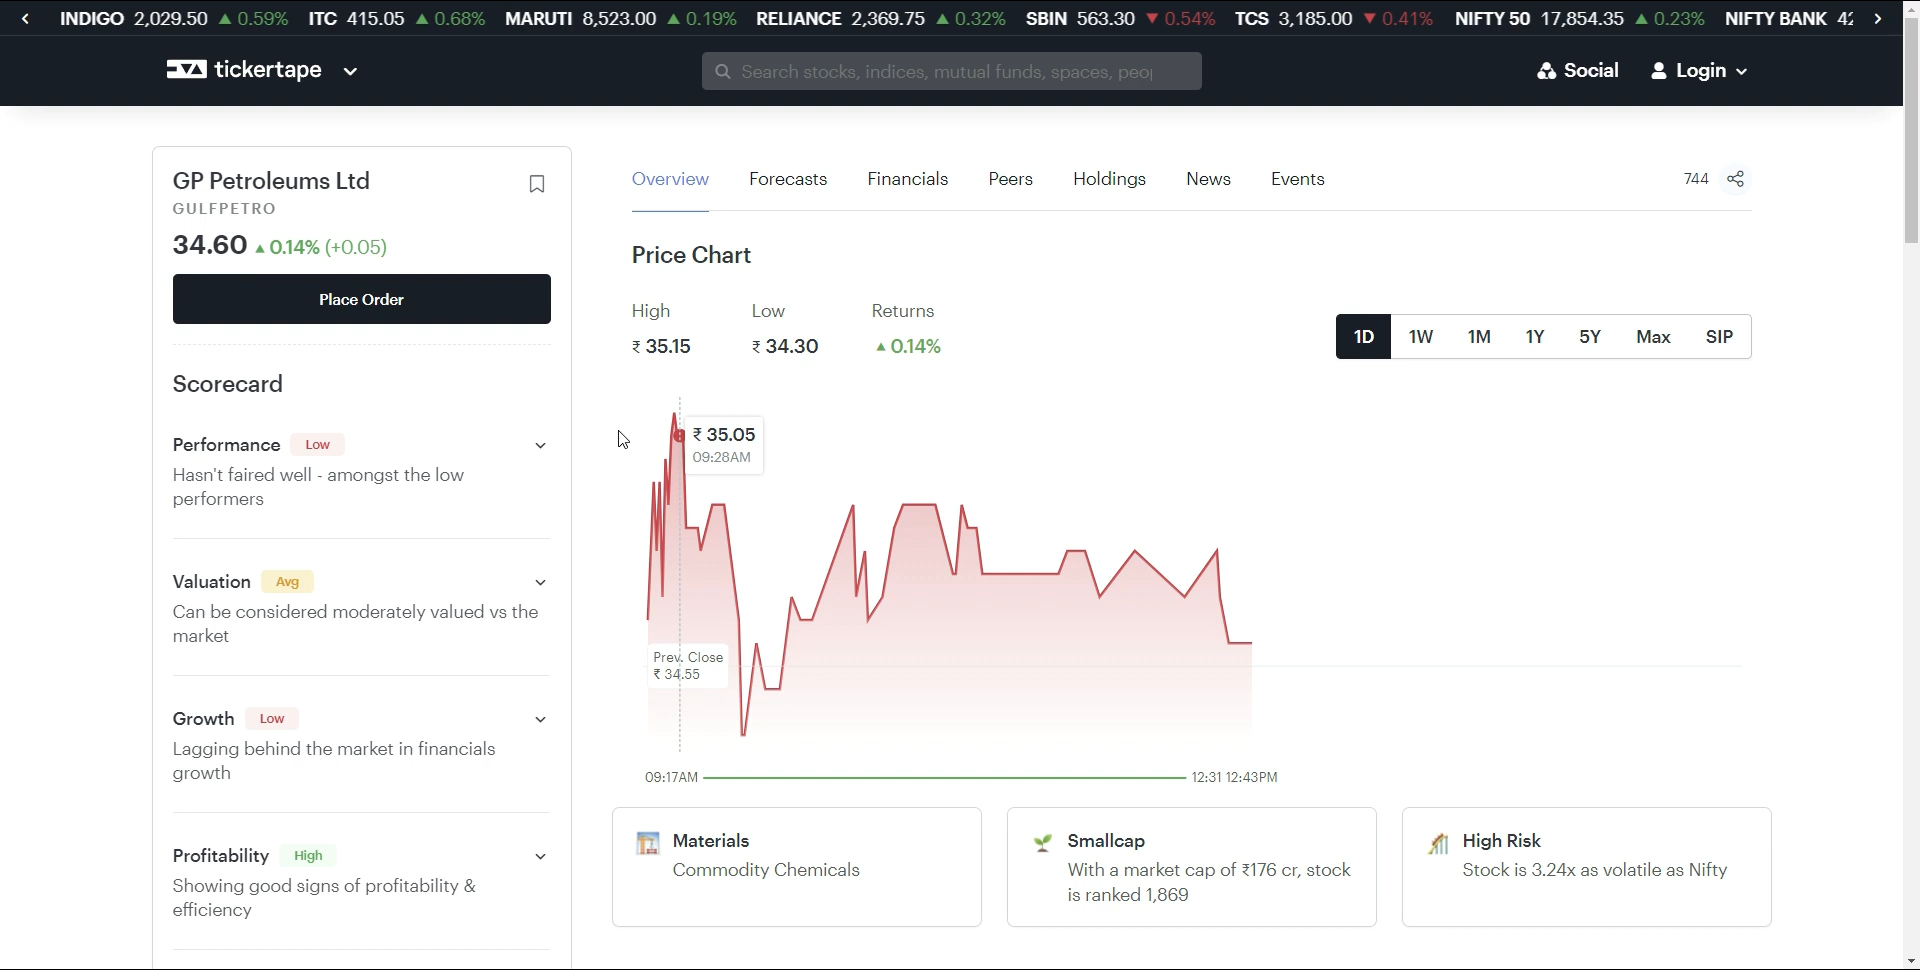 INDIGO 2,029.50 ▲ 0.59% ITC 415.05 ▲ 0.68% MARUTI 8,523.00 ▲ 0.19% RELIANCE 2,369.75 ▲ 0.32% SBIN 563.30 ▼ 0.54% TCS 3,185.00 ▼ 0.41% NIFTY 50 17,854.35 ▲ 0.23% NIFTY BANK
tickertape
Search stocks, indices, mutual funds, spaces,
Social
Login
GP Petroleums Ltd
GULFPETRO
34.60 ▲ 0.14% (+0.05)
Place Order
Scorecard
Performance Low
Hasn't faired well - amongst the low
performers
Valuation Avg
Can be considered moderately valued vs the
market
Growth Low
Lagging behind the market in financials
growth
Profitability High
Showing good signs of profitability &
efficiency
Overview Forecasts Financials Peers Holdings News Events
744
Price Chart
High Low Returns
₹ 35.15 ₹ 34.30 ▲ 0.14%
1D 1W 1M 1Y 5Y Max SIP
₹ 35.05
09:28AM
Prev. Close
₹ 34.55
09:17AM 12:31 12:43PM
Materials
Commodity Chemicals
Smallcap
With a market cap of ₹176 cr, stock
is ranked 1,869
High Risk
Stock is 3.24x as volatile as Nifty